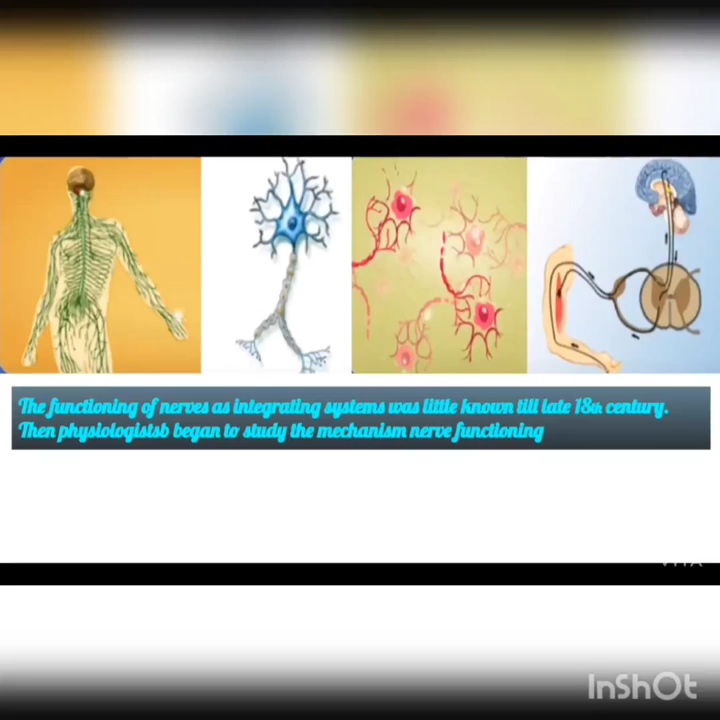 The functioning of nerves as integrating systems was little known till late 18th century.
Then physiologistsb began to study the mechanism nerve functioning
InShOt